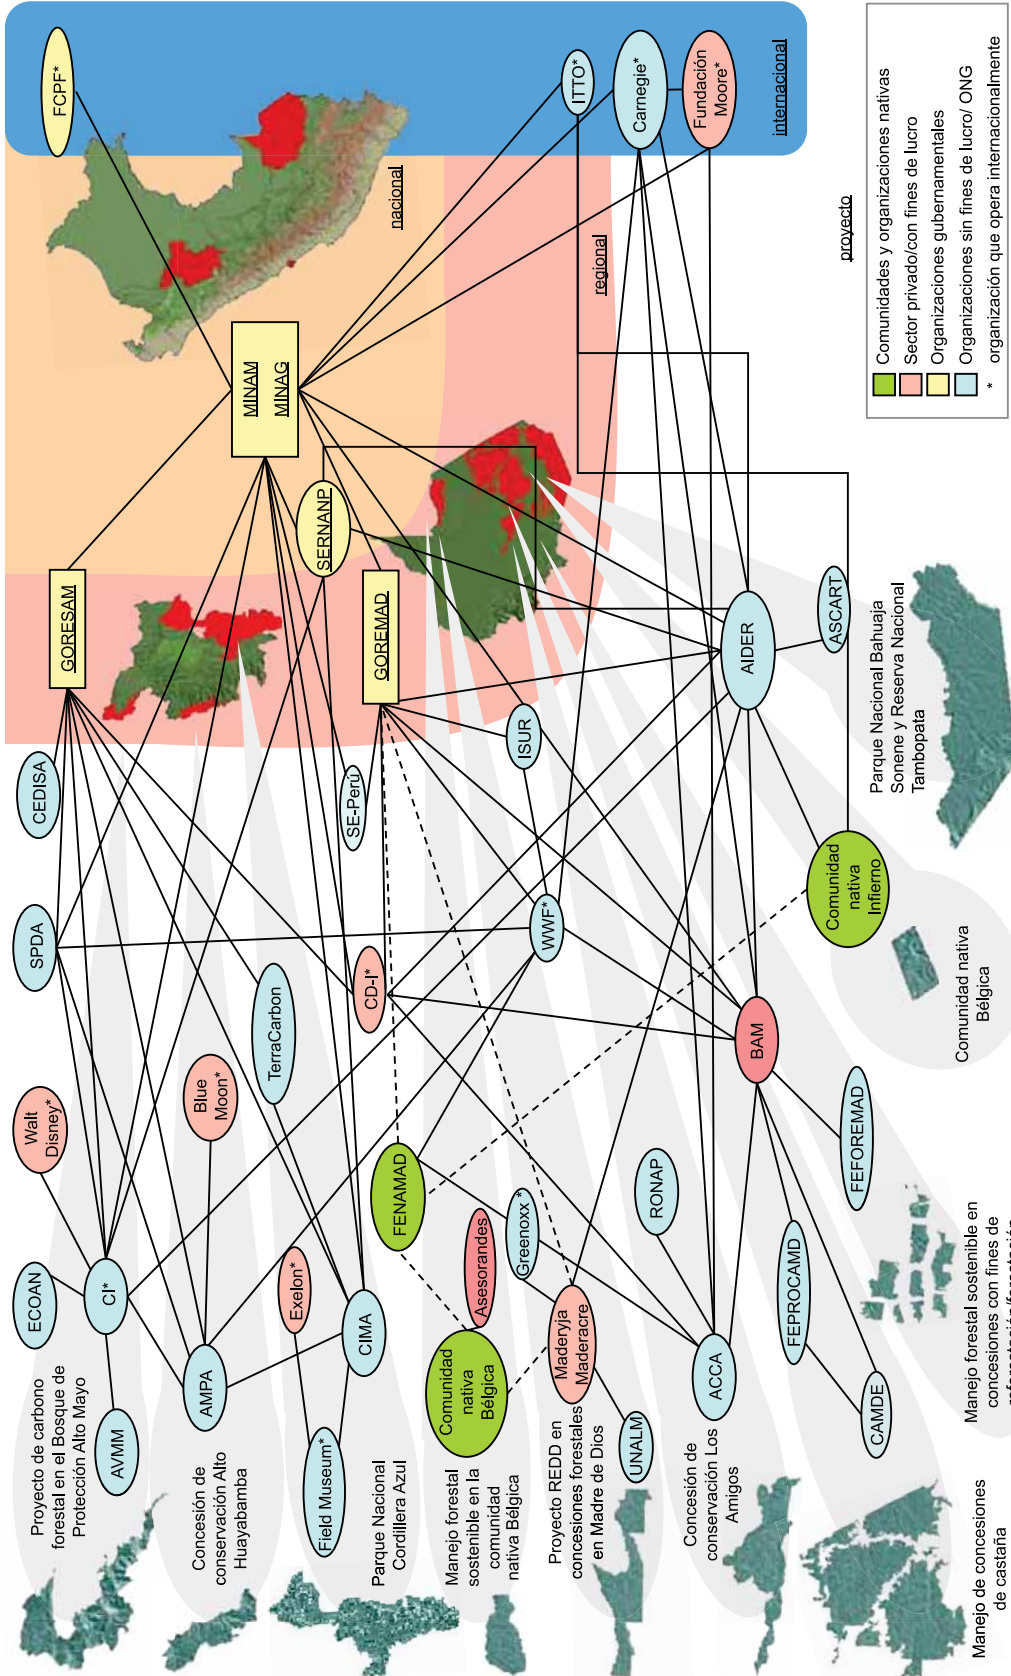 Proyecto de carbono
forestal en el Bosque de
Protección Alto Mayo
ECOAN
Walt
Disney*
SPDA
CEDISA
GORESAM
FCPF*
AVMM
CI*
Concesión de
conservación Alto
Huayabamba
AMPA
Blue
Moon*
TerraCarbon
MINAM
MINAG
Field Museum*
Exelon*
SERNANP
Parque Nacional
Cordillera Azul
CIMA
CD-I*
SE-Perú
GOREMAD
nacional
FENAMAD
Manejo forestal
sostenible en la
comunidad
nativa Bélgica
Comunidad
nativa
Bélgica
Asesorandes
Greenoxx *
WWF*
ISUR
ITTO*
Proyecto REDD en
concesiones forestales
en Madre de Dios
Maderyja
Maderacre
regional
UNALM
RONAP
Carnegie*
Concesión de
conservación Los
Amigos
ACCA
Fundación
Moore*
BAM
AIDER
internacional
FEPROCAMD
FEFOREMAD
Comunidad
nativa
Infierno
ASCART
proyecto
CAMDE
Parque Nacional Bahuaja
Sonene y Reserva Nacional
Tambopata
Comunidad nativa
Bélgica
Manejo de concesiones
de castaña
Manejo forestal sostenible en
concesiones con fines de
Comunidades y organizaciones nativas
Sector privado/con fines de lucro
Organizaciones gubernamentales
Organizaciones sin fines de lucro/ ONG
* organización que opera internacionalmente